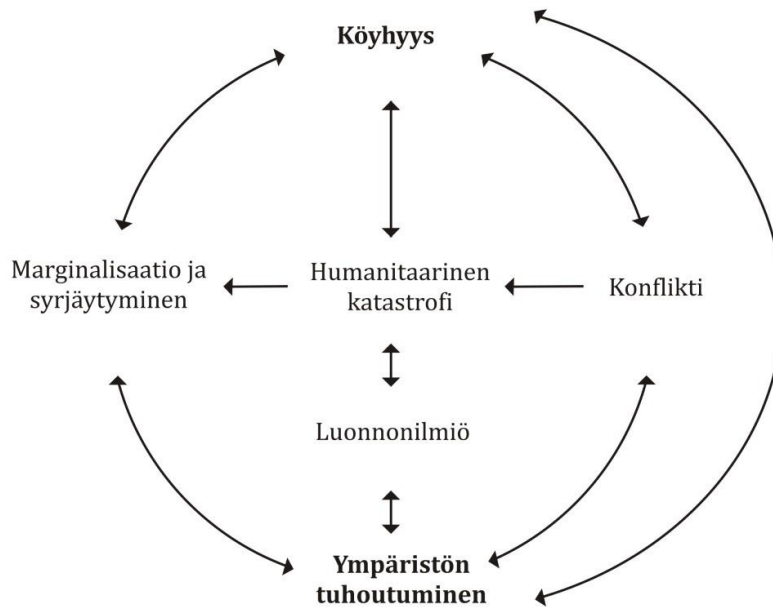 Köyhyys
Marginalisaatio ja
syrjäytyminen
Humanitaarinen
katastrofi
Konflikti
Luonnonilmiö
Ympäristön
tuhoutuminen